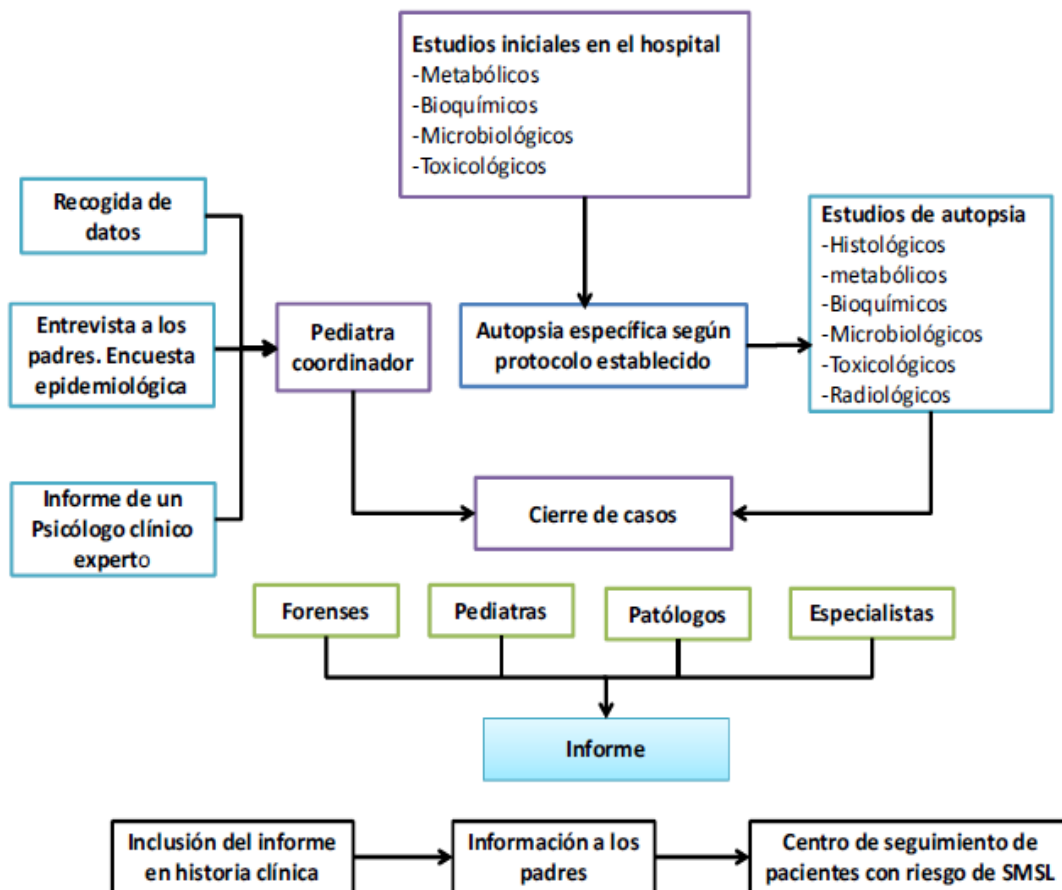 Estudios iniciales en el hospital
-Metabólicos
-Bioquímicos
-Microbiológicos
-Toxicológicos
Recogida de
datos
Entrevista a los
padres. Encuesta
epidemiológica
Informe de un
Psicólogo clínico
experto
Pediatra
coordinador
Autopsia específica según
protocolo establecido
Estudios de autopsia
-Histológicos
-metabólicos
-Bioquímicos
-Microbiológicos
-Toxicológicos
-Radiológicos
Cierre de casos
Forenses
Pediatras
Patólogos
Especialistas
Informe
Inclusión del informe
en historia clínica
Información a los
padres
Centro de seguimiento de
pacientes con riesgo de SMSL